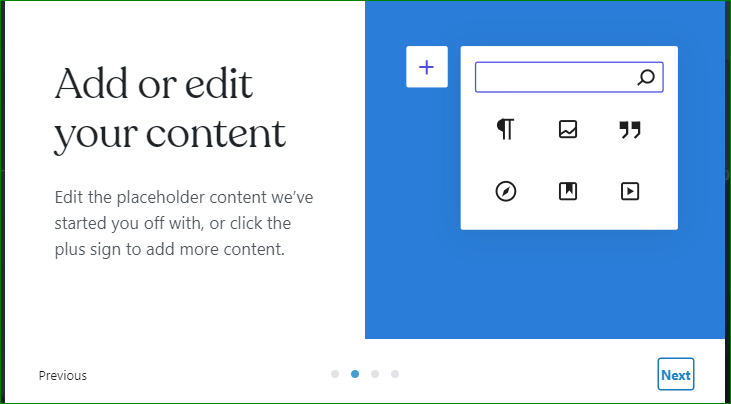 Add or edit
your content
Edit the placeholder content we’ve
started you off with, or click the
plus sign to add more content.
Previous
Next